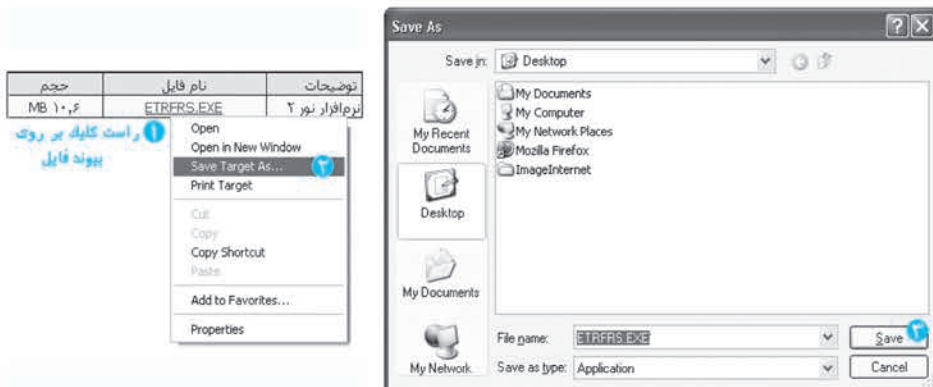 توضیحات نام فایل حجم
نرم‌افزار نور ۲ ETRFRS.EXE ۱۰,۶ MB
۱ راست کلیک بر روی
پیوند فایل
Open
Open in New Window
Save Target As... ۲
Print Target
Cut
Copy
Copy Shortcut
Paste
Add to Favorites...
Properties
Save As
Save in: Desktop
My Recent
Documents
Desktop
My Documents
My Network
My Documents
My Computer
My Network Places
Mozilla Firefox
ImageInternet
File name: ETRFRS.EXE Save ۳
Save as type: Application Cancel